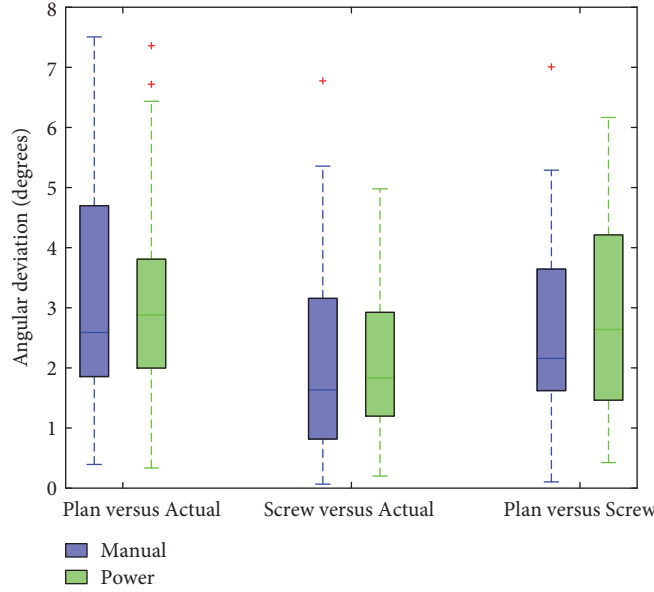 8
7
6
5
4
3
2
1
0
Angular deviation (degrees)
Plan versus Actual
Screw versus Actual
Plan versus Screw
Manual
Power